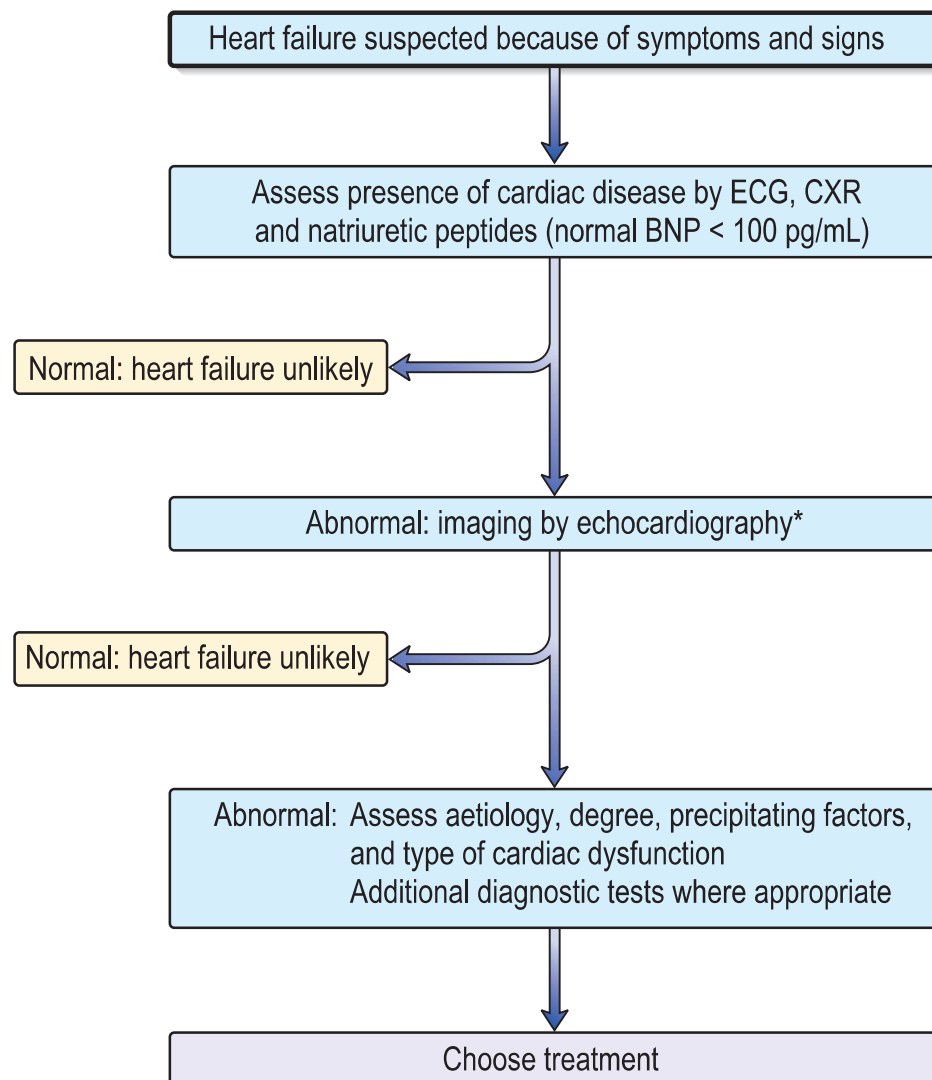 Heart failure suspected because of symptoms and signs
Assess presence of cardiac disease by ECG, CXR
and natriuretic peptides (normal BNP < 100 pg/mL)
Normal: heart failure unlikely
Abnormal: imaging by echocardiography*
Normal: heart failure unlikely
Abnormal: Assess aetiology, degree, precipitating factors,
and type of cardiac dysfunction
Additional diagnostic tests where appropriate
Choose treatment